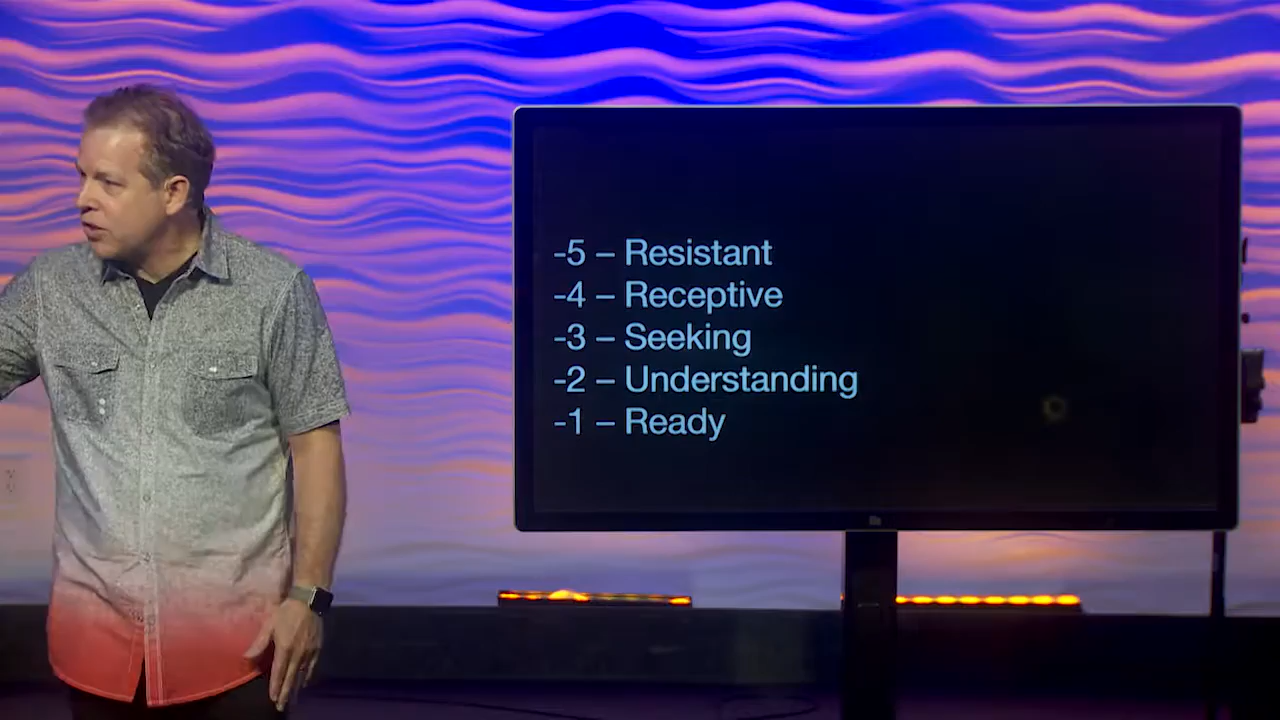 -5 – Resistant
-4 – Receptive
-3 – Seeking
-2 – Understanding
-1 – Ready